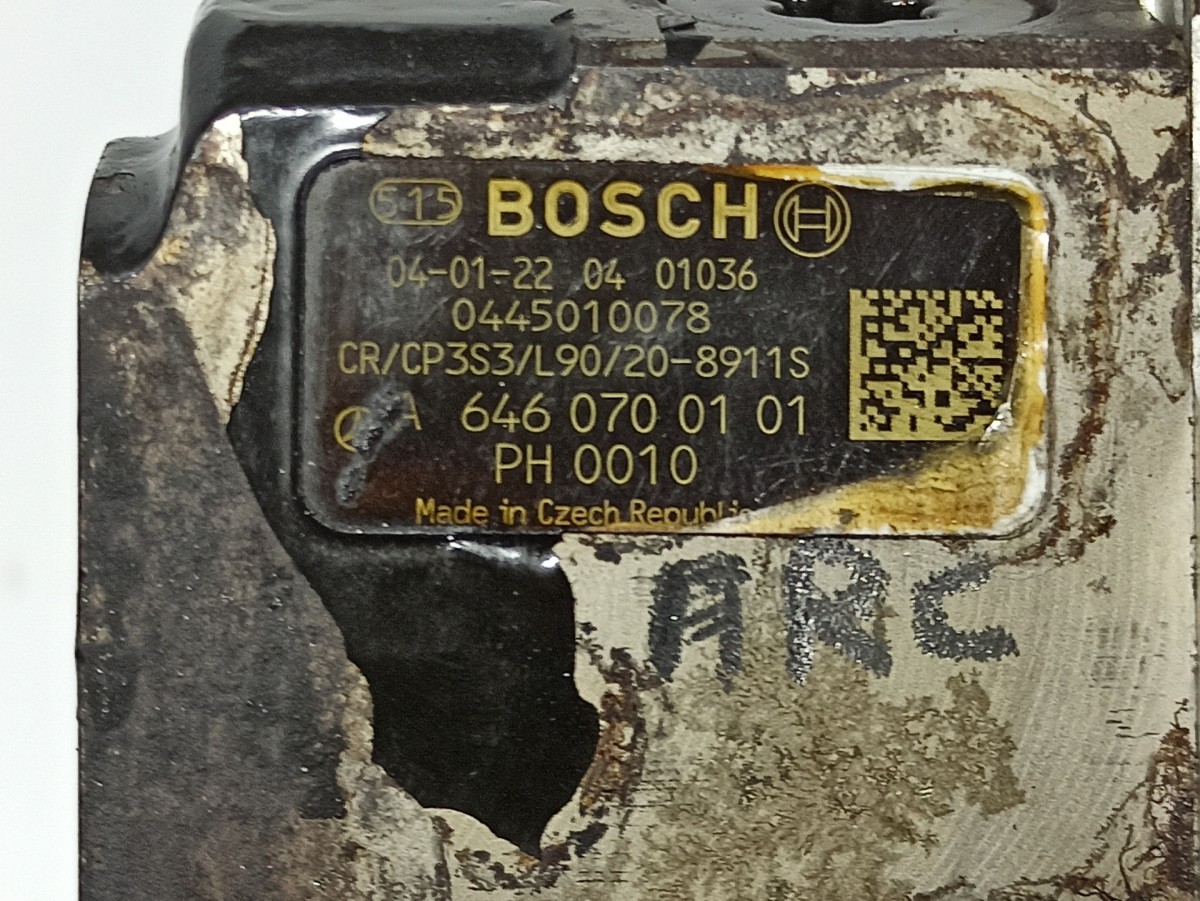 515 BOSCH
04-01-22 04 01036
0445010078
CR/CP3S3/L90/20-8911S
A 646 070 01 01
PH 0010
Made in Czech Republic
ARC